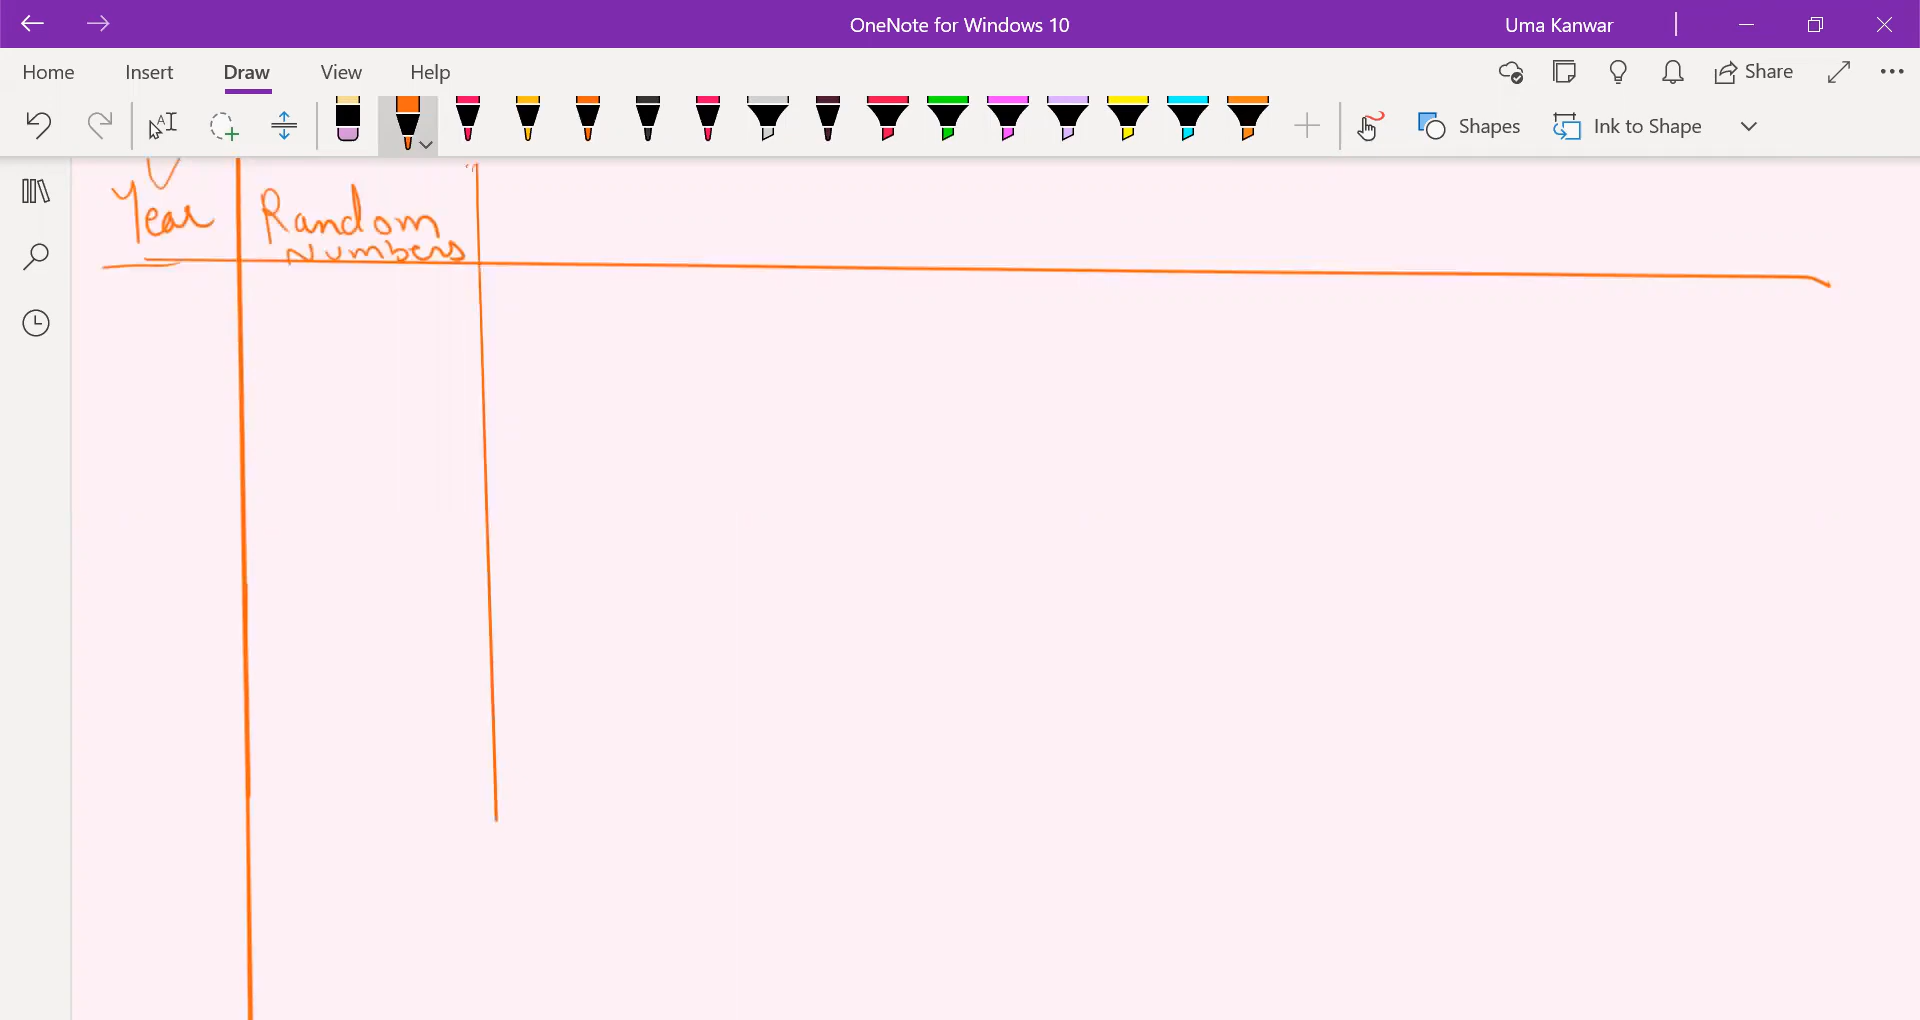 OneNote for Windows 10
Uma Kanwar
Home Insert Draw View Help
Share
Shapes
Ink to Shape
Year
Random
Numbers